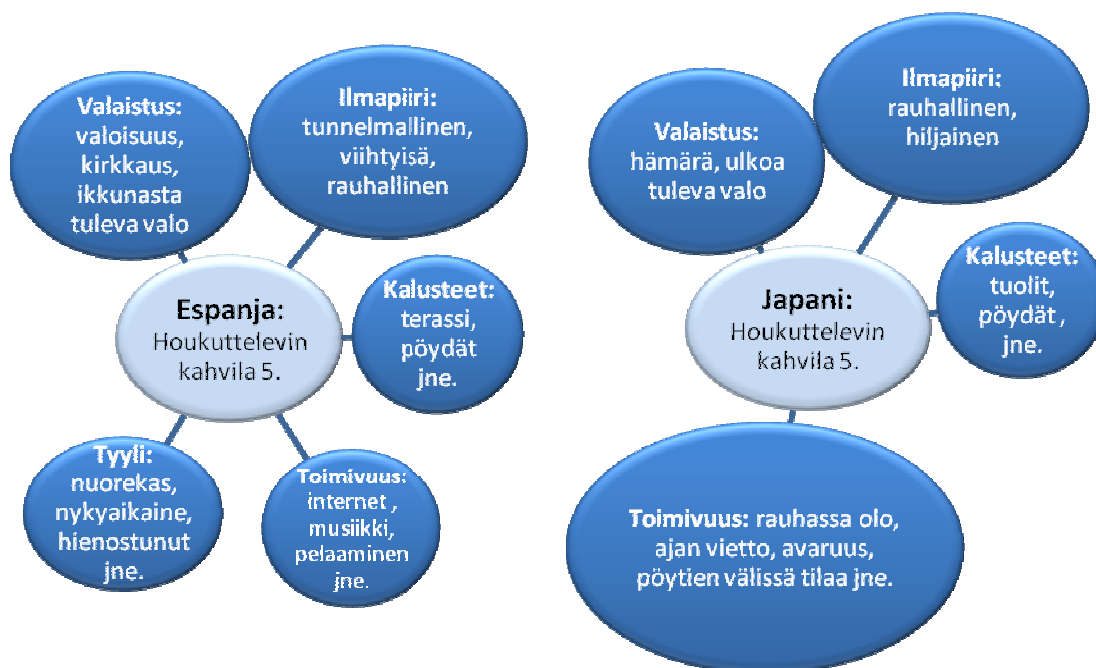 Valaistus:
valoisuus,
kirkkaus,
ikkunasta
tuleva valo
Ilmapiiri:
tunnelmallinen,
viihtyisä,
rauhallinen
Espanja:
Houkuttelevin
kahvila 5.
Kalusteet:
terassi,
pöydät
jne.
Tyyli:
nuorekas,
nykyaikaine,
hienostunut
jne.
Toimivuus:
internet ,
musiikki,
pelaaminen
jne.
Valaistus:
hämärä, ulkoa
tuleva valo
Ilmapiiri:
rauhallinen,
hiljainen
Japani:
Houkuttelevin
kahvila 5.
Kalusteet:
tuolit,
pöydät ,
jne.
Toimivuus: rauhassa olo,
ajan vietto, avaruus,
pöytien välissä tilaa jne.